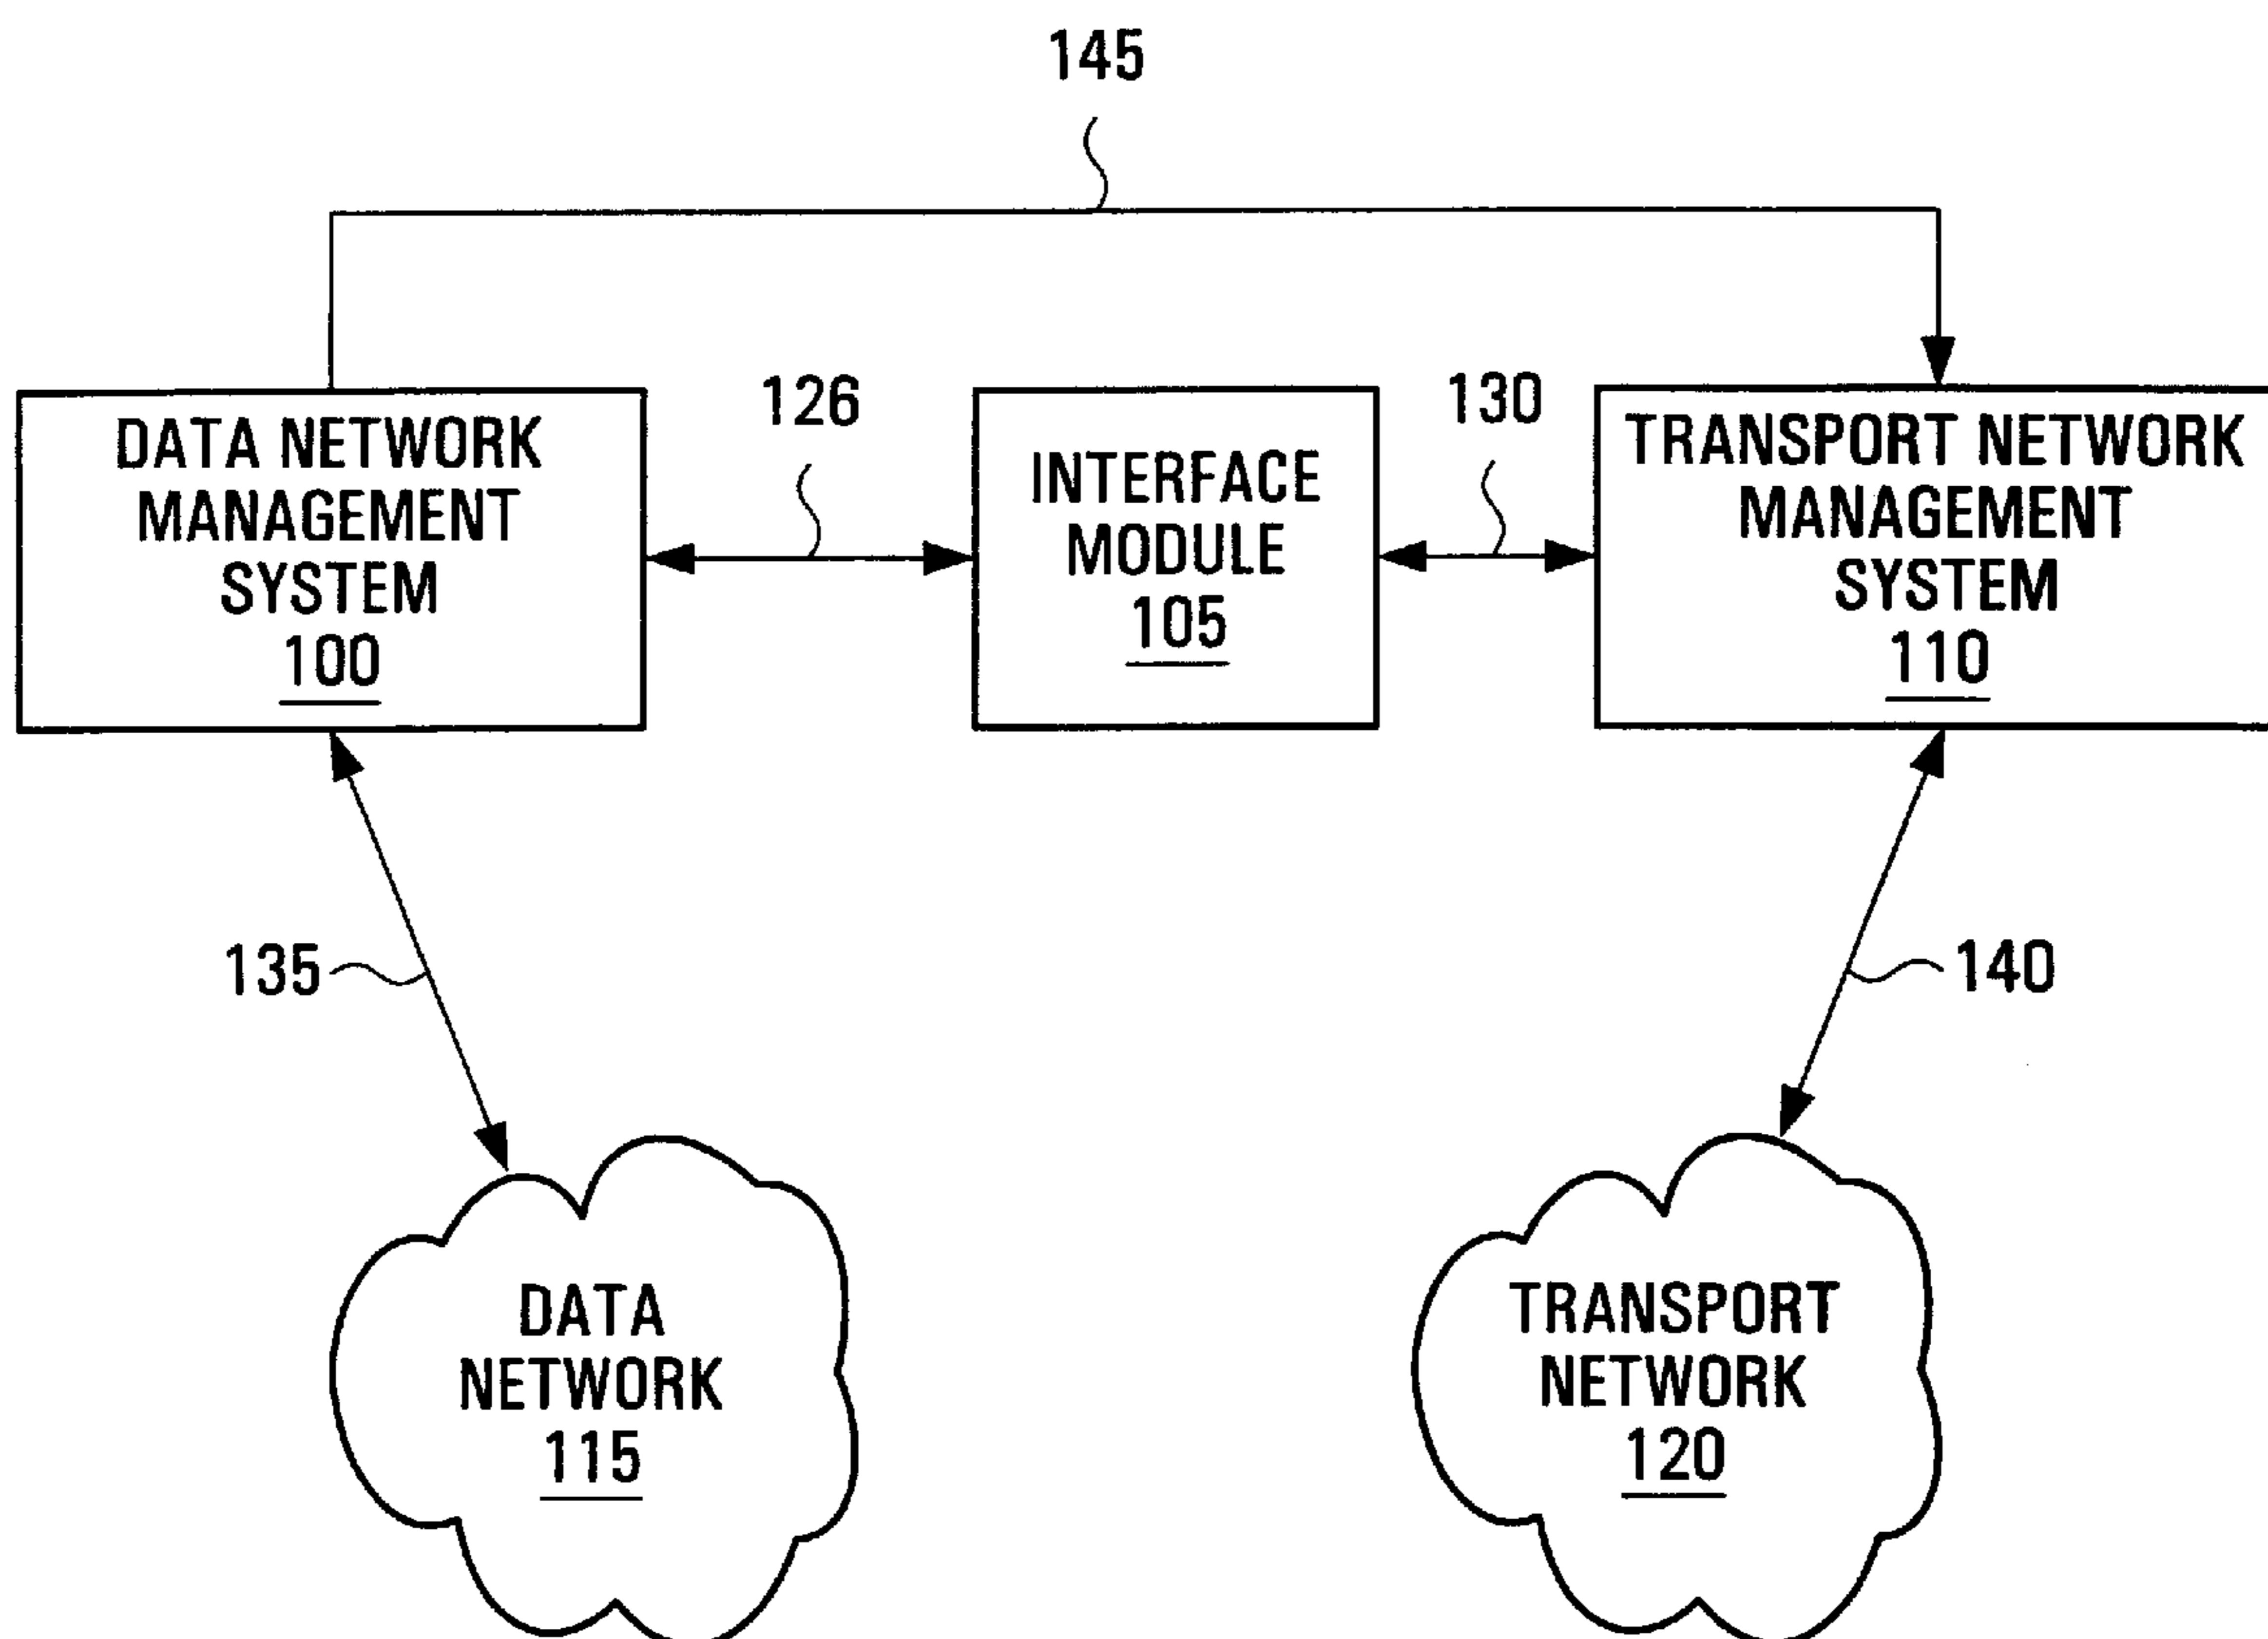 145
126
130
DATA NETWORK
MANAGEMENT
SYSTEM
100
INTERFACE
MODULE
105
TRANSPORT NETWORK
MANAGEMENT
SYSTEM
110
135
140
DATA
NETWORK
115
TRANSPORT
NETWORK
120